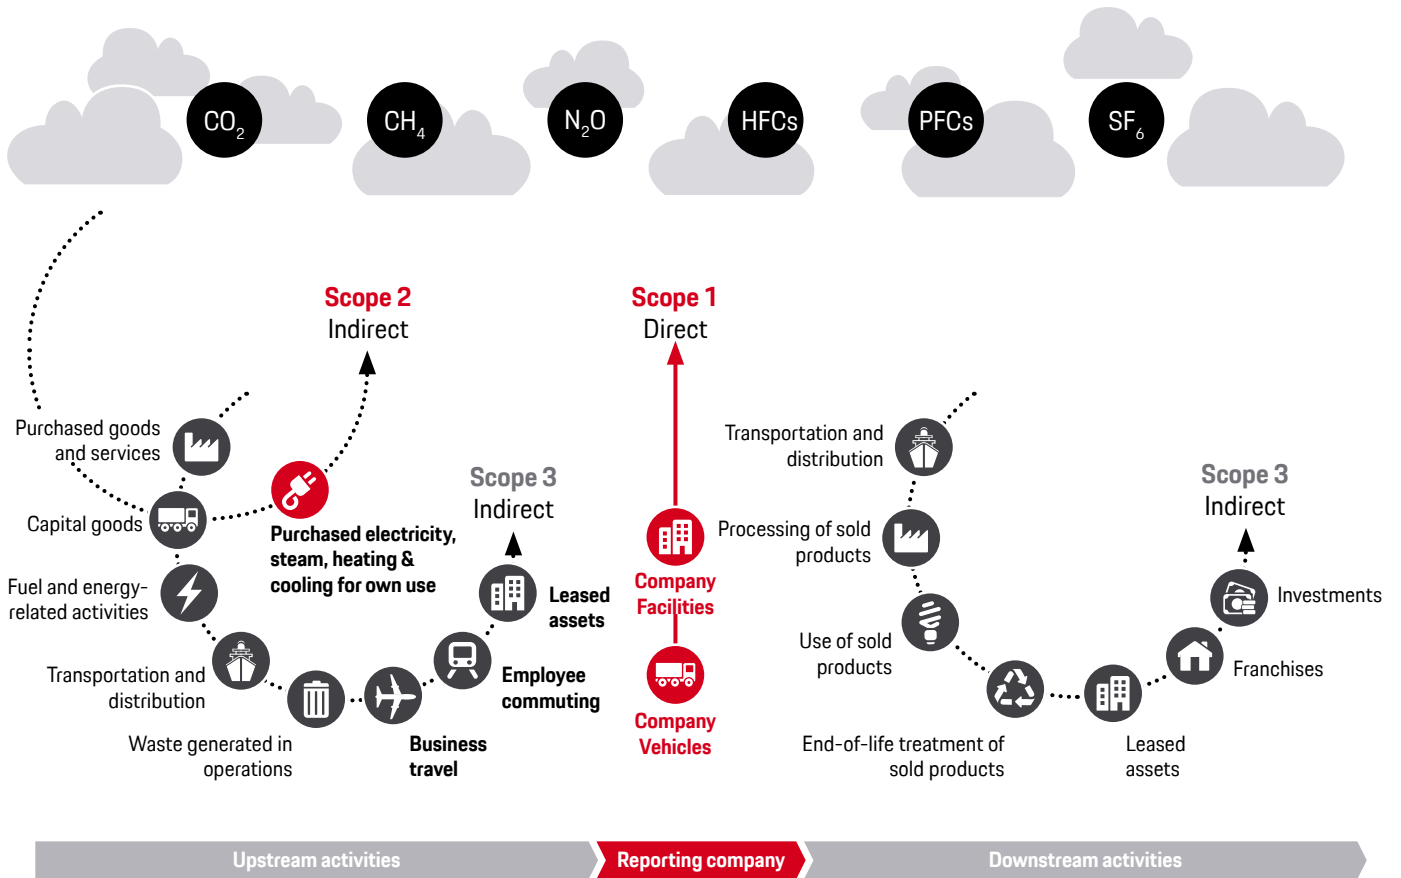 CO2
CH4
N2O
HFCs
PFCs
SF6
Scope 2
Indirect
Scope 1
Direct
Purchased goods
and services
Capital goods
Fuel and energy-
related activities
Transportation and
distribution
Waste generated in
operations
Business
travel
Employee
commuting
Leased
assets
Scope 3
Indirect
Purchased electricity,
steam, heating &
cooling for own use
Company
Facilities
Company
Vehicles
Transportation and
distribution
Processing of sold
products
Use of sold
products
End-of-life treatment of
sold products
Leased
assets
Franchises
Investments
Scope 3
Indirect
Upstream activities
Reporting company
Downstream activities